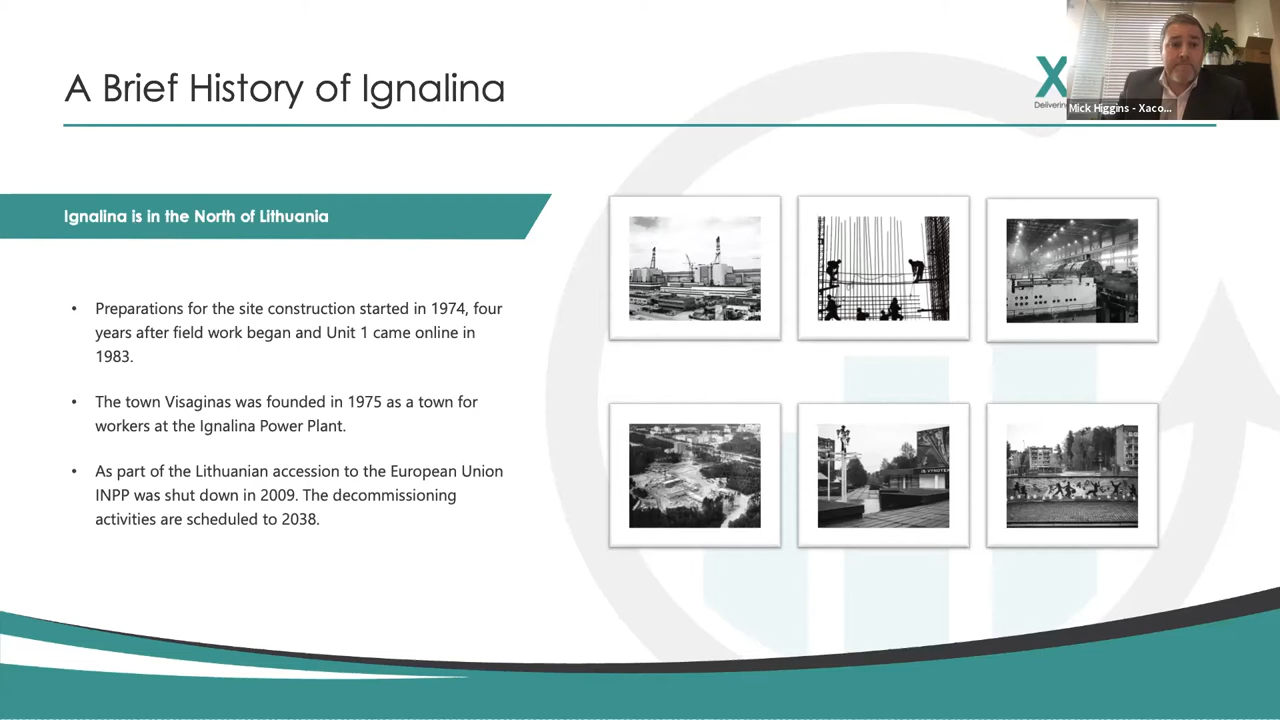 A Brief History of Ignalina
X
Delivering
Mick Higgins - Xaco...
Ignalina is in the North of Lithuania
• Preparations for the site construction started in 1974, four
years after field work began and Unit 1 came online in
1983.
• The town Visaginas was founded in 1975 as a town for
workers at the Ignalina Power Plant.
• As part of the Lithuanian accession to the European Union
INPP was shut down in 2009. The decommissioning
activities are scheduled to 2038.